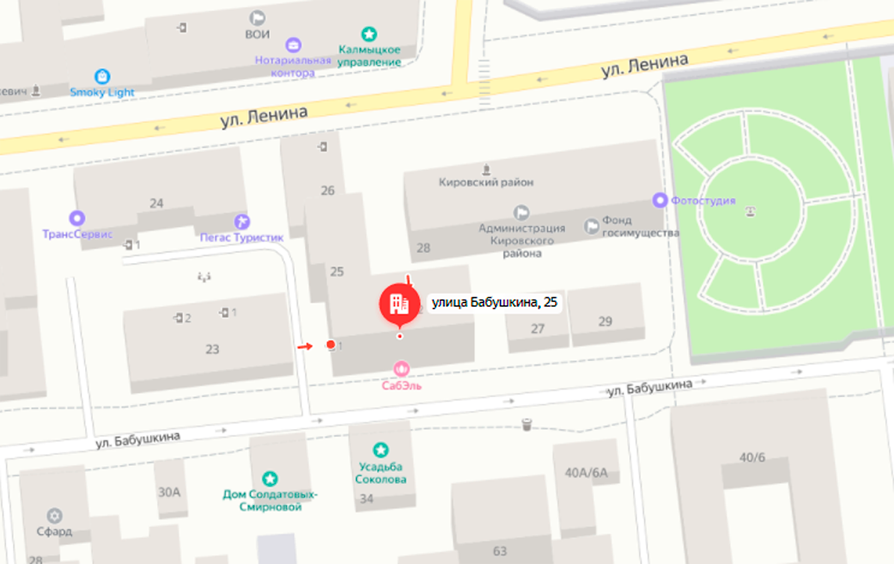 ВОИ
Нотариальная
контора
Калмыцкое
управление
евич
Smoky Light
ул. Ленина
ул. Ленина
24
26
Кировский район
ТрансСервис
Пегас Туристик
1
Фотостудия
Администрация
Кировского
района
Фонд
госимущества
28
25
улица Бабушкина, 25
2
1
23
27
29
1
СабЭль
ул. Бабушкина
ул. Бабушкина
30А
Дом Солдатовых-
Смирновой
Усадьба
Соколова
34
40А/6А
40/6
Сфард
28
63